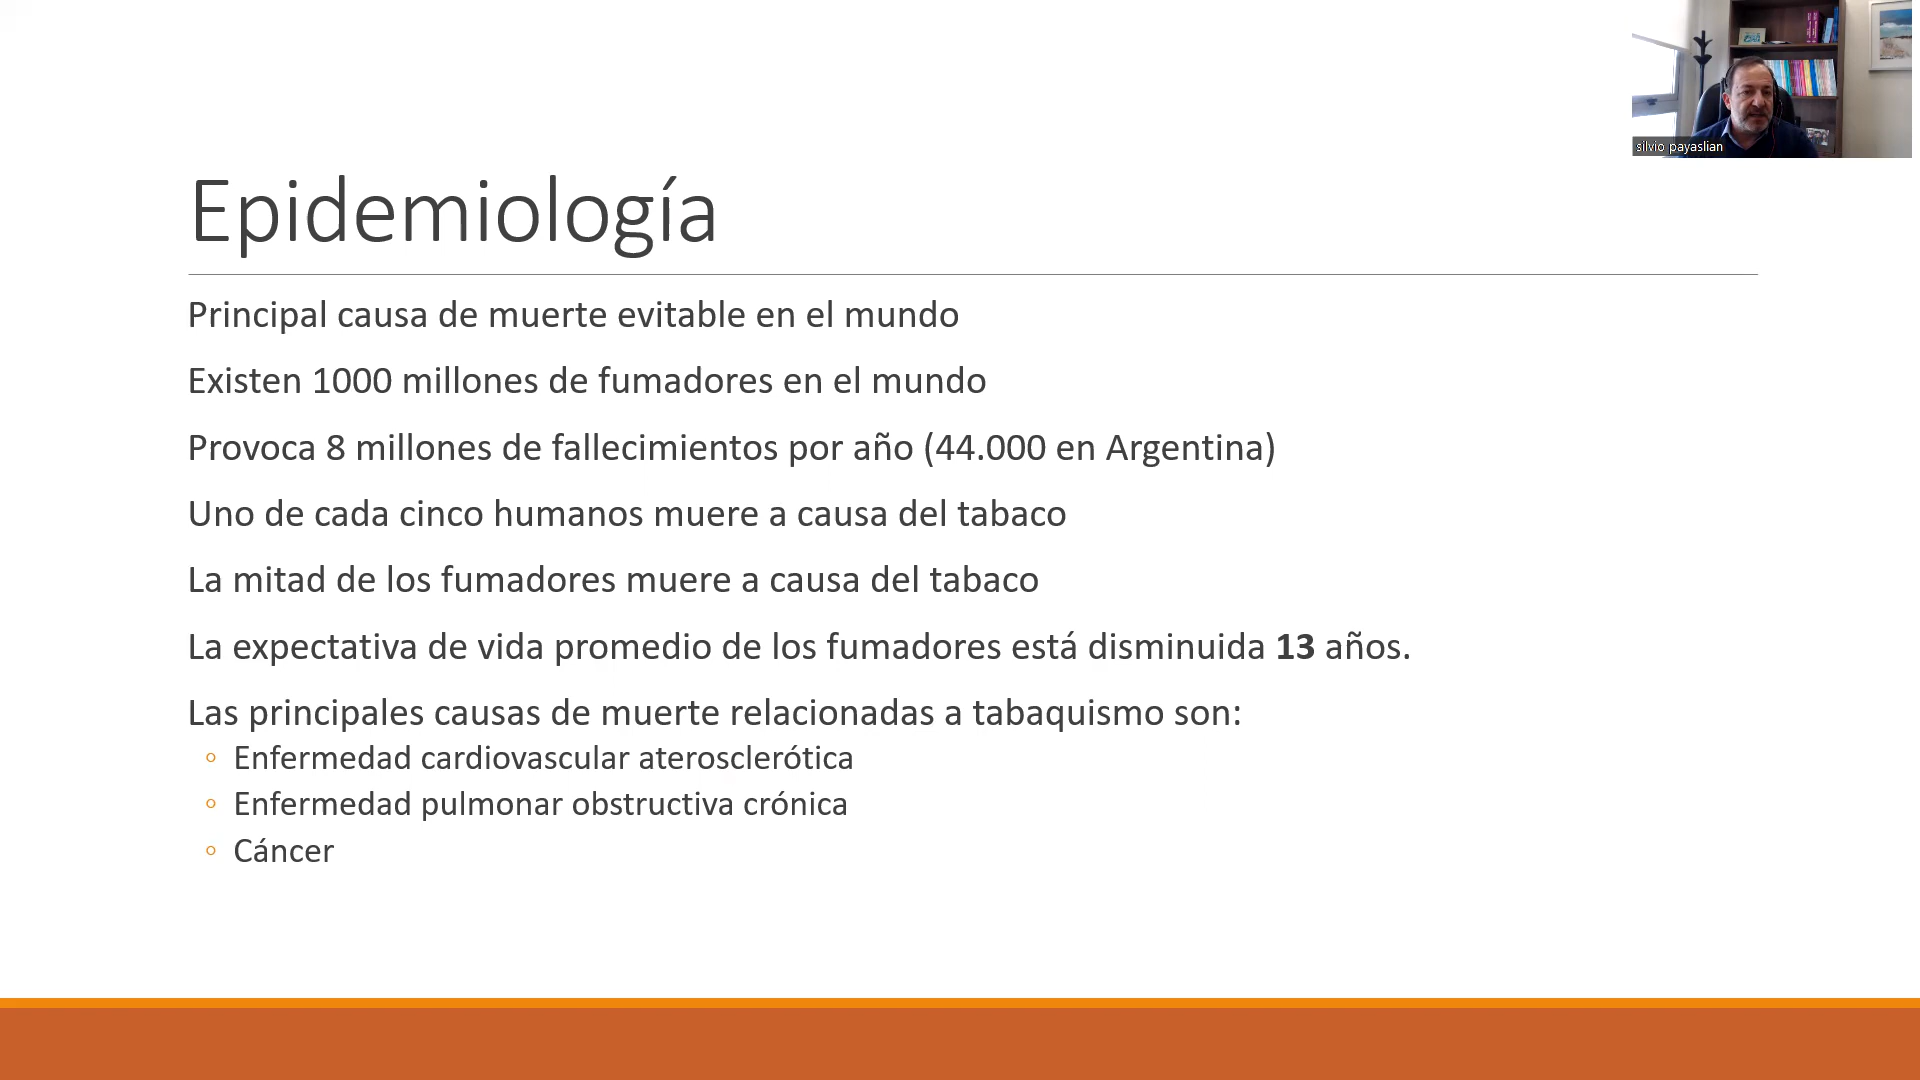 silvio payaslian
Epidemiología
Principal causa de muerte evitable en el mundo
Existen 1000 millones de fumadores en el mundo
Provoca 8 millones de fallecimientos por año (44.000 en Argentina)
Uno de cada cinco humanos muere a causa del tabaco
La mitad de los fumadores muere a causa del tabaco
La expectativa de vida promedio de los fumadores está disminuida 13 años.
Las principales causas de muerte relacionadas a tabaquismo son:
◦ Enfermedad cardiovascular aterosclerótica
◦ Enfermedad pulmonar obstructiva crónica
◦ Cáncer